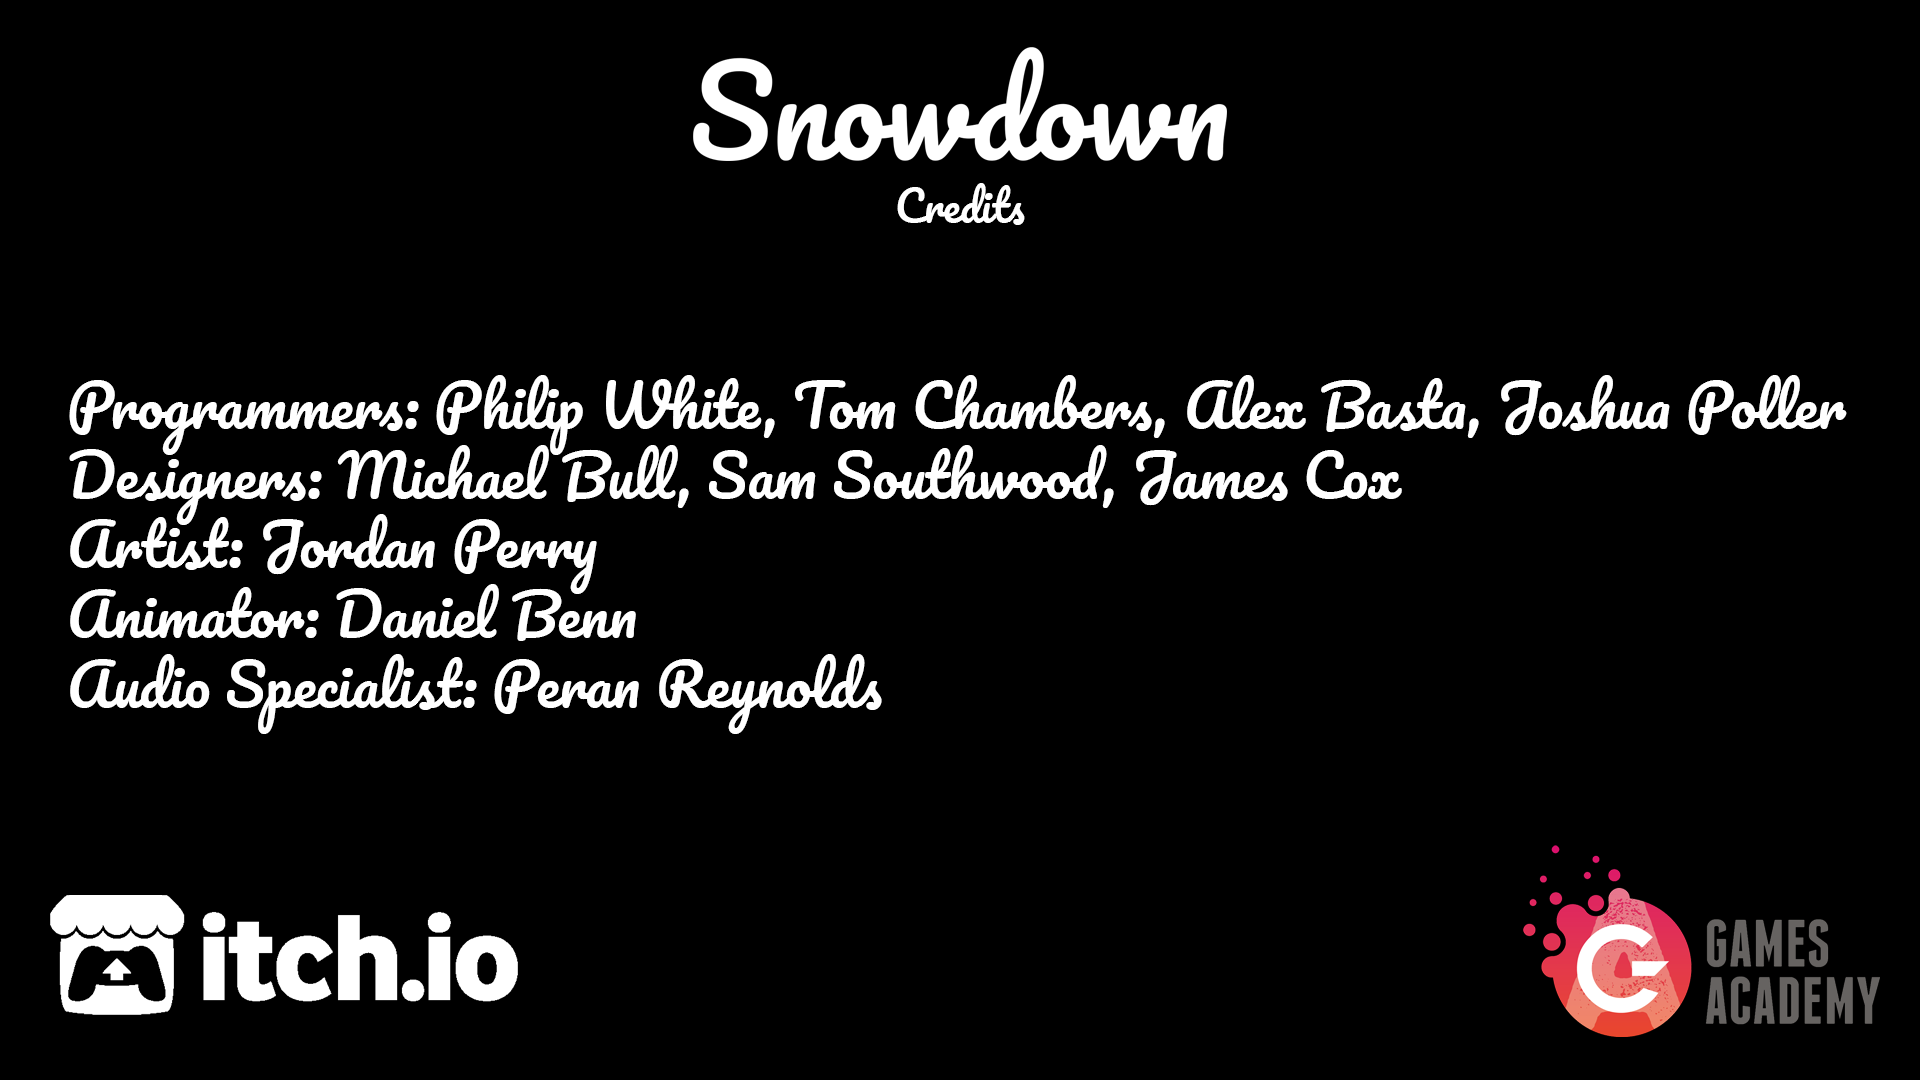 Snowdown
Credits
Programmers: Philip White, Tom Chambers, Alex Basta, Joshua Poller
Designers: Michael Bull, Sam Southwood, James Cox
Artist: Jordan Perry
Animator: Daniel Benn
Audio Specialist: Peran Reynolds
itch.io
GAMES
ACADEMY